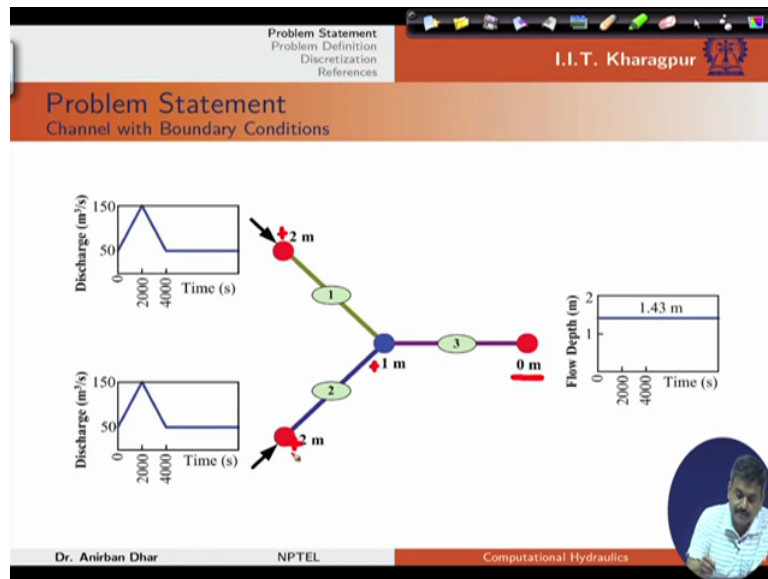 Problem Statement
Problem Definition
Discretization
References
I.I.T. Kharagpur
Problem Statement
Channel with Boundary Conditions
Discharge (m³/s)
150
50
0
2000
4000
Time (s)
+2 m
1
+1 m
3
0 m
2
+2 m
Flow Depth (m)
2
1
1.43 m
0
2000
4000
Time (s)
Discharge (m³/s)
150
50
0
2000
4000
Time (s)
Dr. Anirban Dhar
NPTEL
Computational Hydraulics